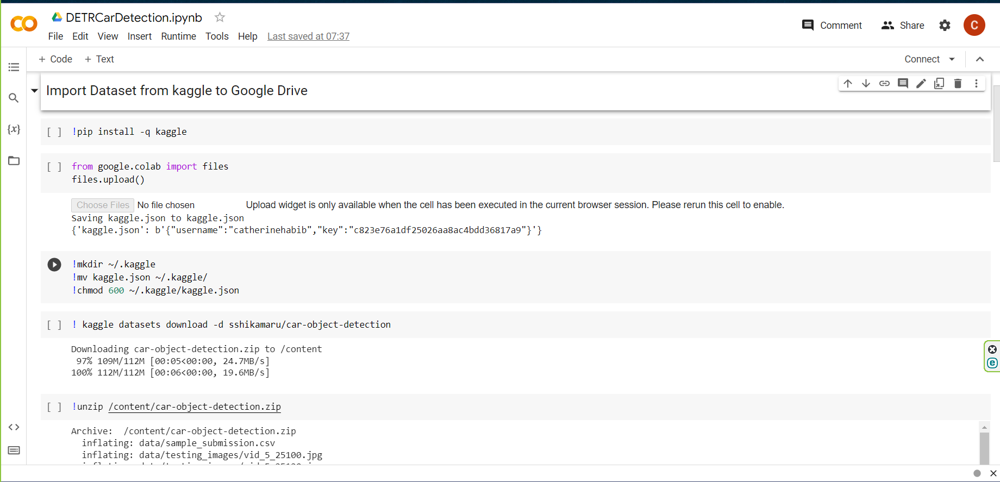 DETRCarDetection.ipynb
File Edit View Insert Runtime Tools Help Last saved at 07:37
Comment Share C
+ Code + Text
Connect
Import Dataset from kaggle to Google Drive
[ ] !pip install -q kaggle
[ ] from google.colab import files
files.upload()
Choose Files No file chosen Upload widget is only available when the cell has been executed in the current browser session. Please rerun this cell to enable.
Saving kaggle.json to kaggle.json
{'kaggle.json': b'{"username":"catherinehabib","key":"c823e76a1df25026aa8ac4bdd36817a9"}'}
!mkdir ~/.kaggle
!mv kaggle.json ~/.kaggle/
!chmod 600 ~/.kaggle/kaggle.json
[ ] ! kaggle datasets download -d sshikamaru/car-object-detection
Downloading car-object-detection.zip to /content
97% 109M/112M [00:05<00:00, 24.7MB/s]
100% 112M/112M [00:06<00:00, 19.6MB/s]
[ ] !unzip /content/car-object-detection.zip
Archive: /content/car-object-detection.zip
inflating: data/sample_submission.csv
inflating: data/testing_images/vid_5_25100.jpg